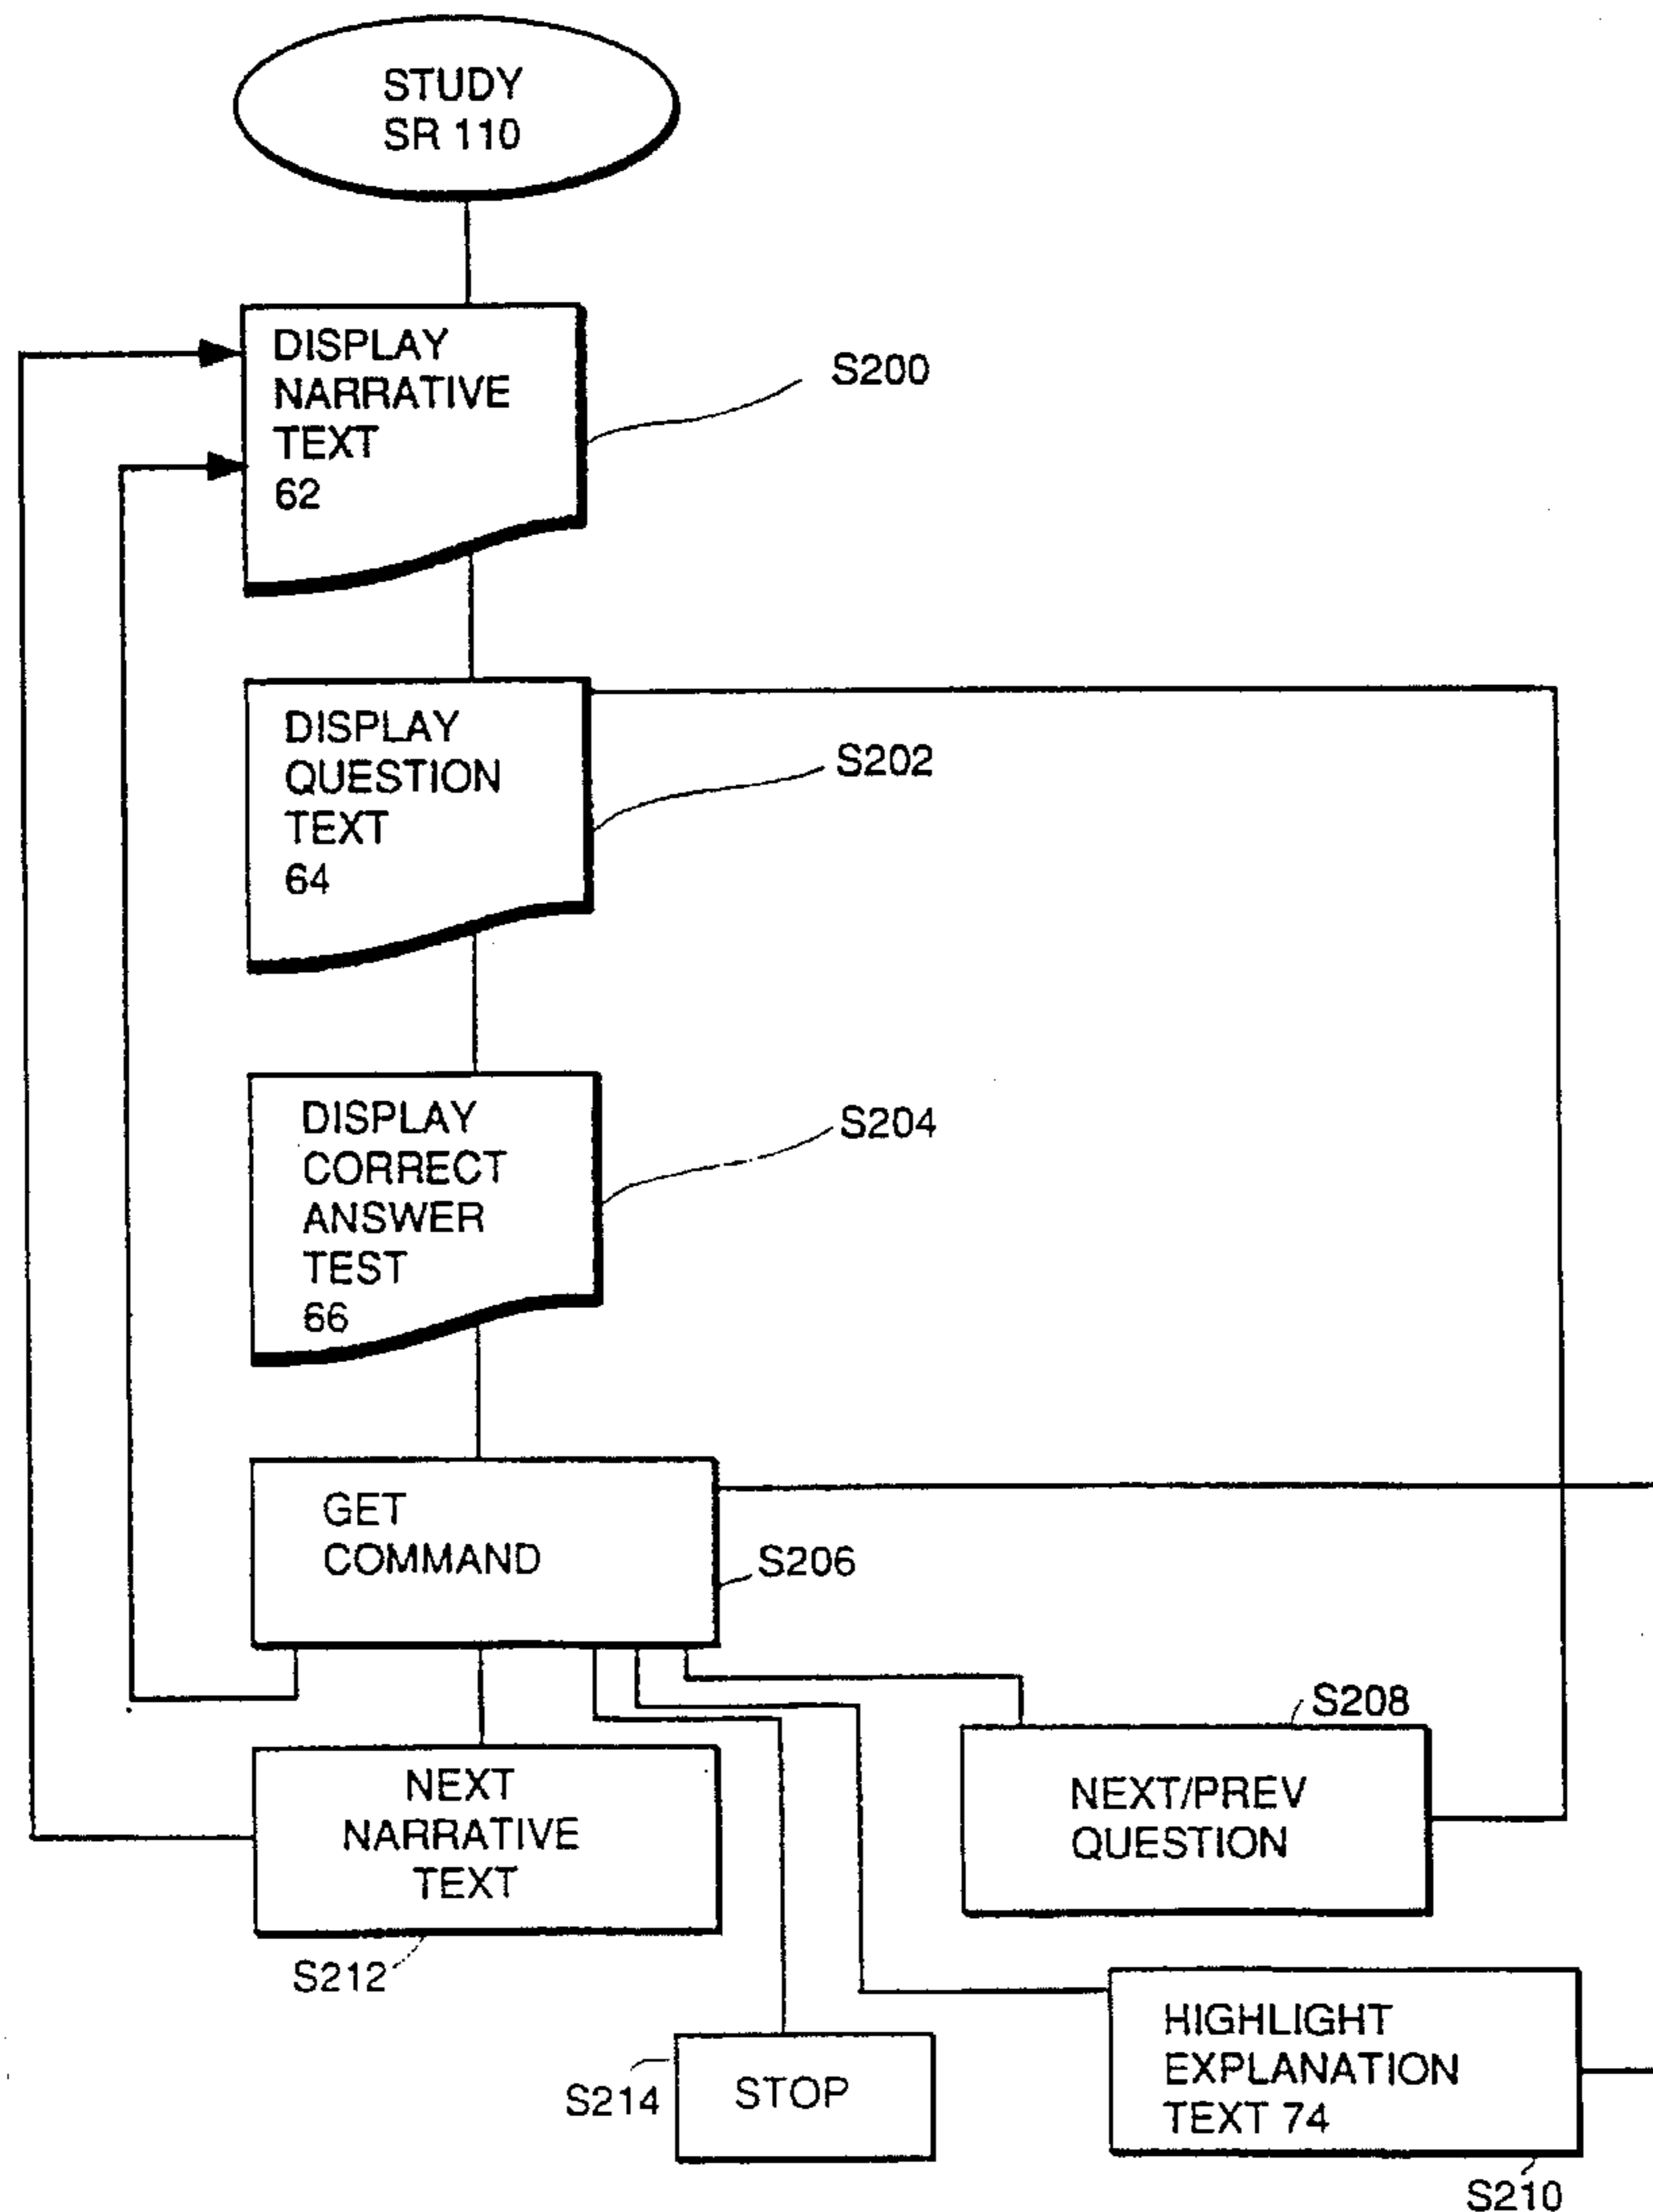 STUDY
SR 110
DISPLAY
NARRATIVE
TEXT
62
S200
DISPLAY
QUESTION
TEXT
64
S202
DISPLAY
CORRECT
ANSWER
TEST
66
S204
GET
COMMAND
S206
S208
NEXT/PREV
QUESTION
NEXT
NARRATIVE
TEXT
S212
STOP
S214
HIGHLIGHT
EXPLANATION
TEXT 74
S210